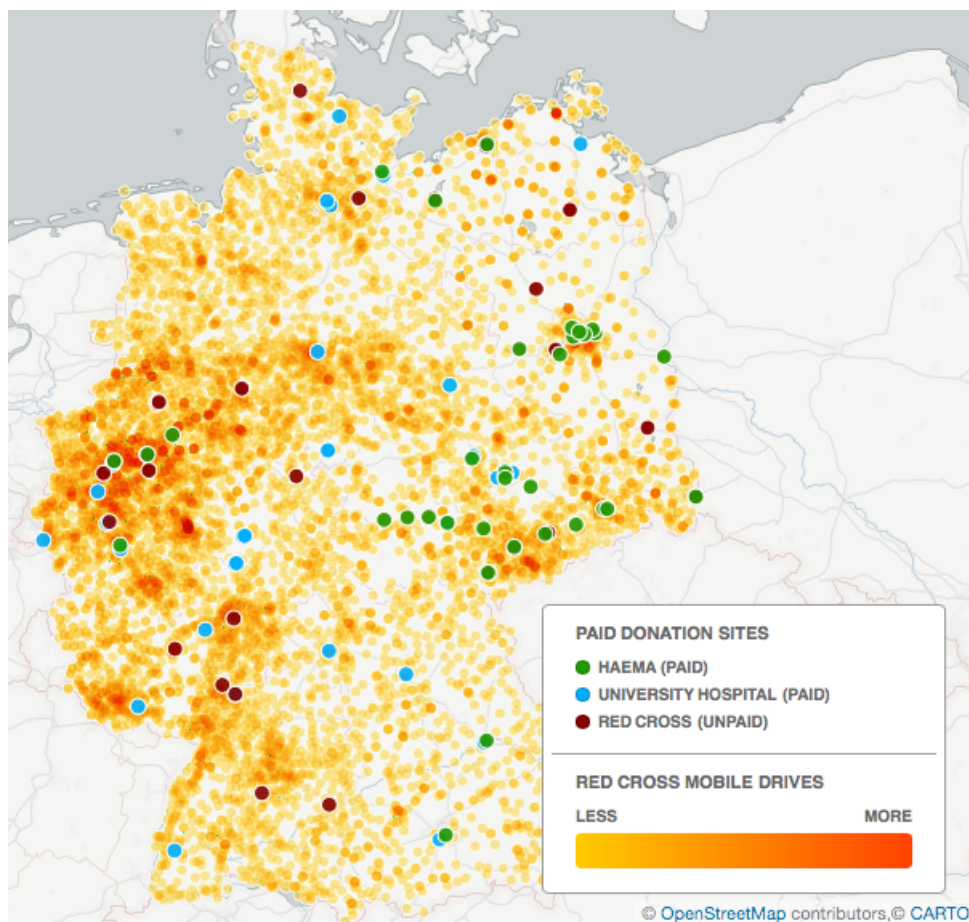 PAID DONATION SITES
HAEMA (PAID)
UNIVERSITY HOSPITAL (PAID)
RED CROSS (UNPAID)
RED CROSS MOBILE DRIVES
LESS MORE
© OpenStreetMap contributors,© CARTO